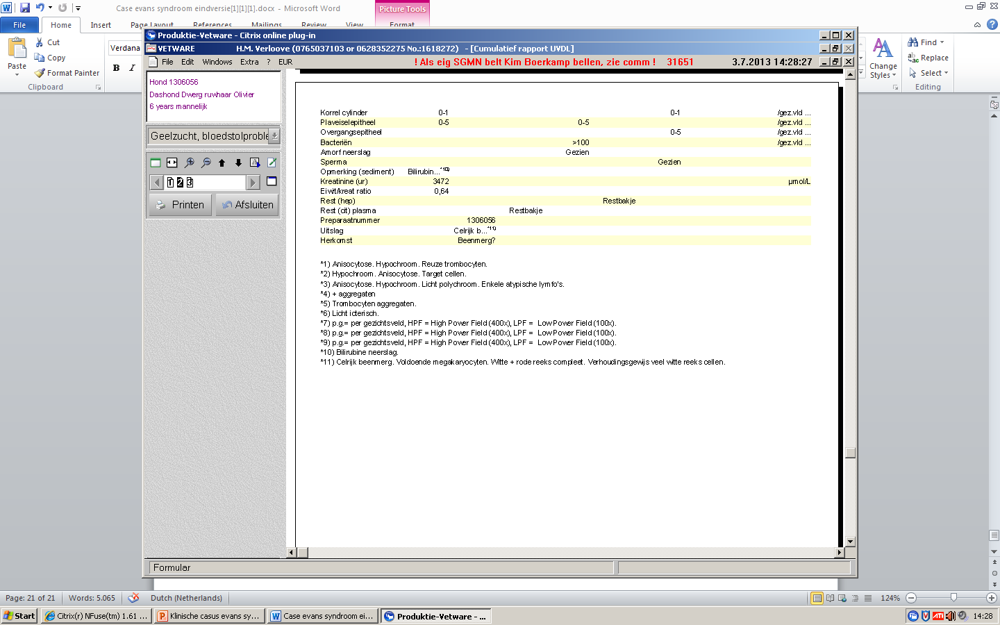 Case evans syndroom eindversie[1][1][1].docx - Microsoft Word
Picture Tools
File Home Insert Page Layout References Mailings Review View Format
Cut
Copy
Format Painter
Paste
Clipboard
Verdana
B I
Change Styles
Find
Replace
Select
Editing
Produktie-Vetware - Citrix online plug-in
VETWARE H.M. Verloove (0765037103 or 0628352275 No.:1618272) - [Cumulatief rapport UVDL]
File Edit Windows Extra ? EUR ! Als eig SGMN belt Kim Boerkamp bellen, zie comm ! 31651 3.7.2013 14:28:27
Hond 1306056
Dashond Dwerg ruwhaar Olivier
6 years mannelijk
Geelzucht, bloedstolproble
1 2 3
Printen Afsluiten
Korrel cylinder 0-1 0-1 /gez.vld ...
Plaveiselepitheel 0-5 0-5 /gez.vld ...
Overgangsepitheel 0-5 /gez.vld ...
Bacteriën >100 /gez.vld ...
Amorf neerslag Gezien
Sperma Gezien
Opmerking (sediment) Bilirubin...*10)
Kreatinine (ur) 3472 µmol/L
Eiwit/kreat ratio 0,64
Rest (hep) Restbakje
Rest (cit) plasma Restbakje
Preparaatnummer 1306056
Uitslag Celrijk b...*11)
Herkomst Beenmerg?
*1) Anisocytose. Hypochroom. Reuze trombocyten.
*2) Hypochroom. Anisocytose. Target cellen.
*3) Anisocytose. Hypochroom. Licht polychroom. Enkele atypische lymfo's.
*4) + aggregaten
*5) Trombocyten aggregaten.
*6) Licht icterisch.
*7) p.g.= per gezichtsveld, HPF = High Power Field (400x), LPF = Low Power Field (100x).
*8) p.g.= per gezichtsveld, HPF = High Power Field (400x), LPF = Low Power Field (100x).
*9) p.g.= per gezichtsveld, HPF = High Power Field (400x), LPF = Low Power Field (100x).
*10) Bilirubine neerslag.
*11) Celrijk beenmerg. Voldoende megakaryocyten. Witte + rode reeks compleet. Verhoudingsgewijs veel witte reeks cellen.
Formular
Page: 21 of 21 Words: 5.065 Dutch (Netherlands) 124%
Start Citrix(r) NFuse(tm) 1.61 ... Klinische casus evans sy... Case evans syndroom ei... Produktie-Vetware - ... ATI 14:28